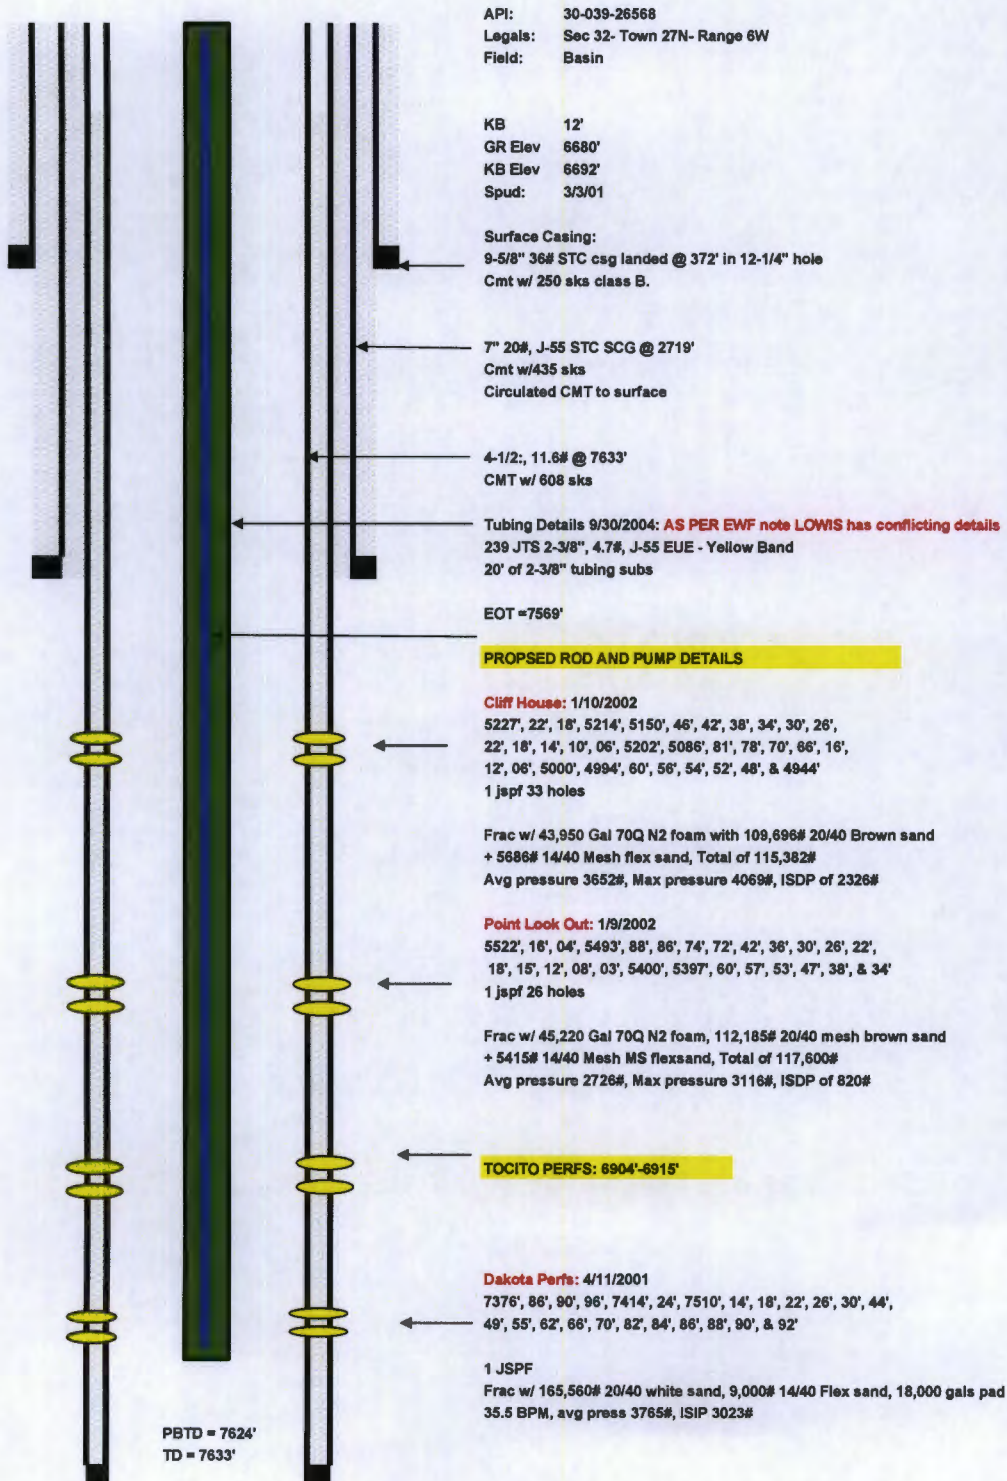 API: 30-039-26568
Legals: Sec 32- Town 27N- Range 6W
Field: Basin
KB 12'
GR Elev 6680'
KB Elev 6692'
Spud: 3/3/01
Surface Casing:
9-5/8" 36# STC csg landed @ 372' in 12-1/4" hole
Cmt w/ 250 sks class B.
7" 20#, J-55 STC SCG @ 2719'
Cmt w/435 sks
Circulated CMT to surface
4-1/2:, 11.6# @ 7633'
CMT w/ 608 sks
Tubing Details 9/30/2004: AS PER EWF note LOWIS has conflicting details
239 JTS 2-3/8", 4.7#, J-55 EUE - Yellow Band
20' of 2-3/8" tubing subs
EOT =7569'
PROPSED ROD AND PUMP DETAILS
Cliff House: 1/10/2002
5227', 22', 18', 5214', 5150', 46', 42', 38', 34', 30', 26',
22', 18', 14', 10', 06', 5202', 5086', 81', 78', 70', 66', 16',
12', 06', 5000', 4994', 60', 56', 54', 52', 48', & 4944'
1 jspf 33 holes
Frac w/ 43,950 Gal 70Q N2 foam with 109,696# 20/40 Brown sand
+ 5686# 14/40 Mesh flex sand, Total of 115,382#
Avg pressure 3652#, Max pressure 4069#, ISDP of 2326#
Point Look Out: 1/9/2002
5522', 16', 04', 5493', 88', 86', 74', 72', 42', 36', 30', 26', 22',
18', 15', 12', 08', 03', 5400', 5397', 60', 57', 53', 47', 38', & 34'
1 jspf 26 holes
Frac w/ 45,220 Gal 70Q N2 foam, 112,185# 20/40 mesh brown sand
+ 5415# 14/40 Mesh MS flexsand, Total of 117,600#
Avg pressure 2726#, Max pressure 3116#, ISDP of 820#
TOCITO PERFS: 6904'-6915'
Dakota Perfs: 4/11/2001
7376', 86', 90', 96', 7414', 24', 7510', 14', 18', 22', 26', 30', 44',
49', 55', 62', 66', 70', 82', 84', 86', 88', 90', & 92'
1 JSPF
Frac w/ 165,560# 20/40 white sand, 9,000# 14/40 Flex sand, 18,000 gals pad
35.5 BPM, avg press 3765#, ISIP 3023#
PBTD = 7624'
TD = 7633'